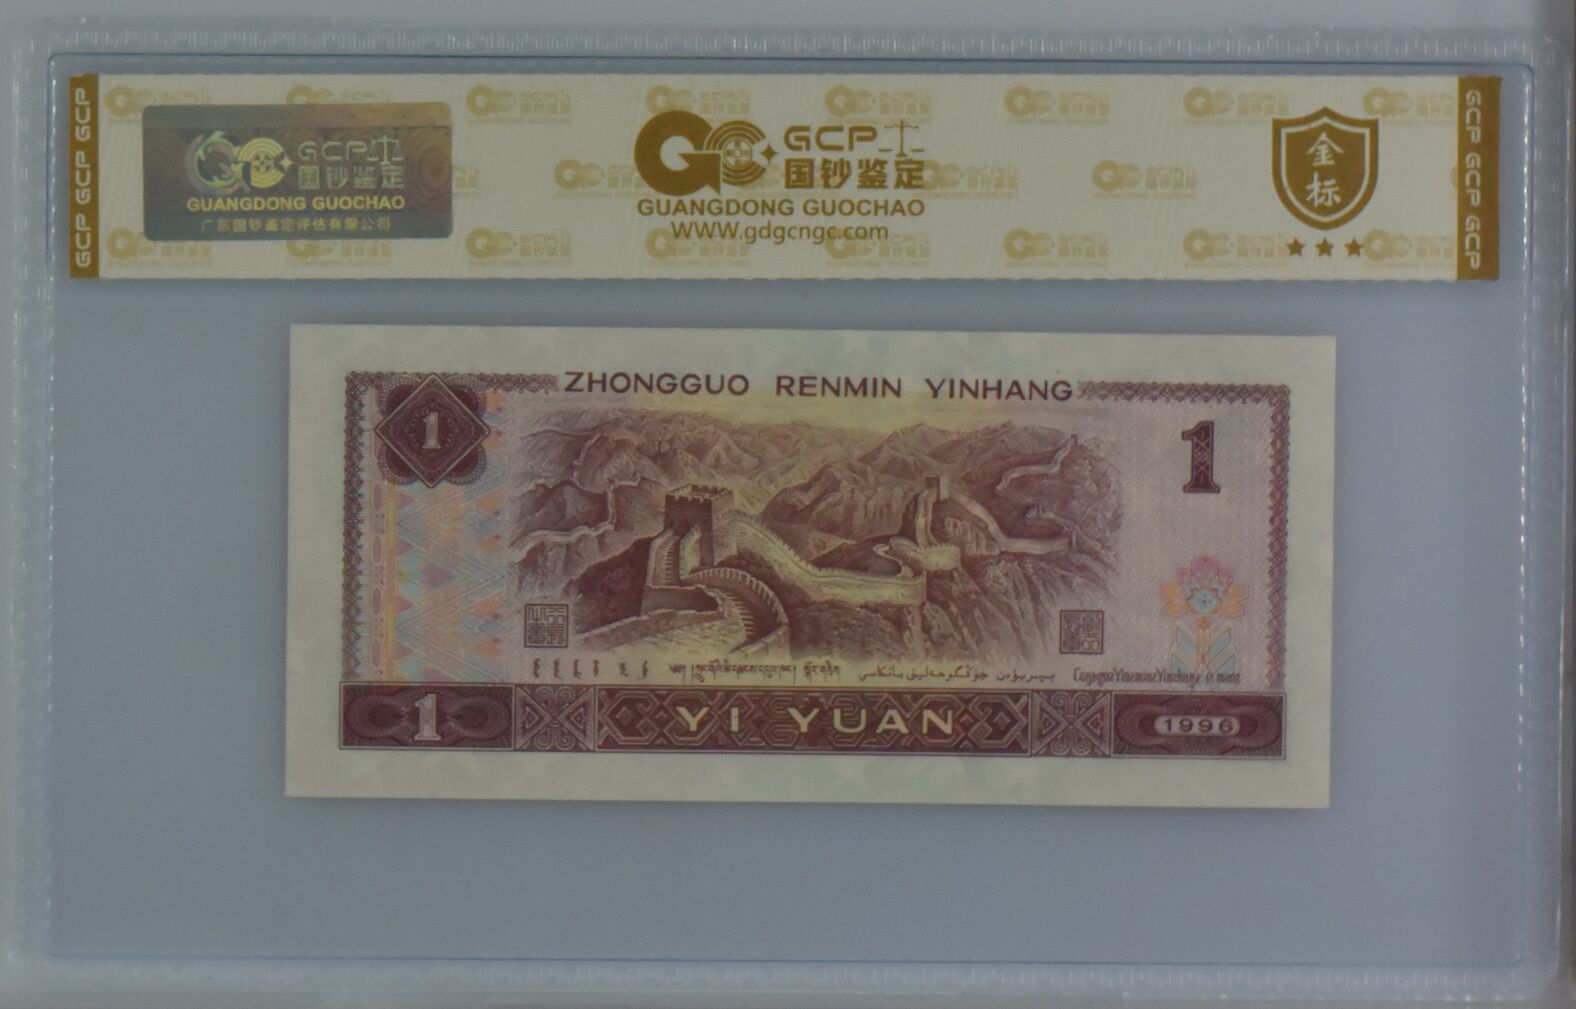 GCP GCP GCP
GCP
国钞鉴定
GUANGDONG GUOCHAO
广东国钞鉴定评估有限公司
GCP
国钞鉴定
GUANGDONG GUOCHAO
WWW.gdgcngc.com
金
标
GCP GCP GCP
ZHONGGUO RENMIN YINHANG
1
1
1
YI YUAN
1996